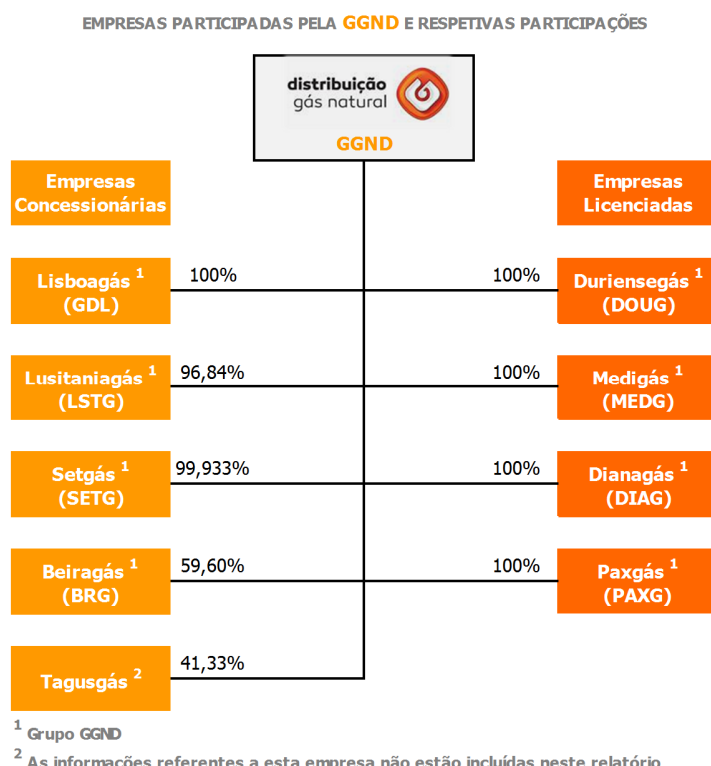 EMPRESAS PARTICIPADAS PELA GGND E RESPETIVAS PARTICIPAÇÕES
distribuição
gás natural
GGND
Empresas
Concessionárias
Empresas
Licenciadas
Lisboagás ¹
(GDL)
100%
100%
Duriensegás ¹
(DOUG)
Lusitaniagás ¹
(LSTG)
96,84%
100%
Medigás ¹
(MEDG)
Setgás ¹
(SETG)
99,933%
100%
Dianagás ¹
(DIAG)
Beiragás ¹
(BRG)
59,60%
100%
Paxgás ¹
(PAXG)
Tagusgás ²
41,33%
¹ Grupo GGND
² As informações referentes a esta empresa não estão incluídas neste relatório